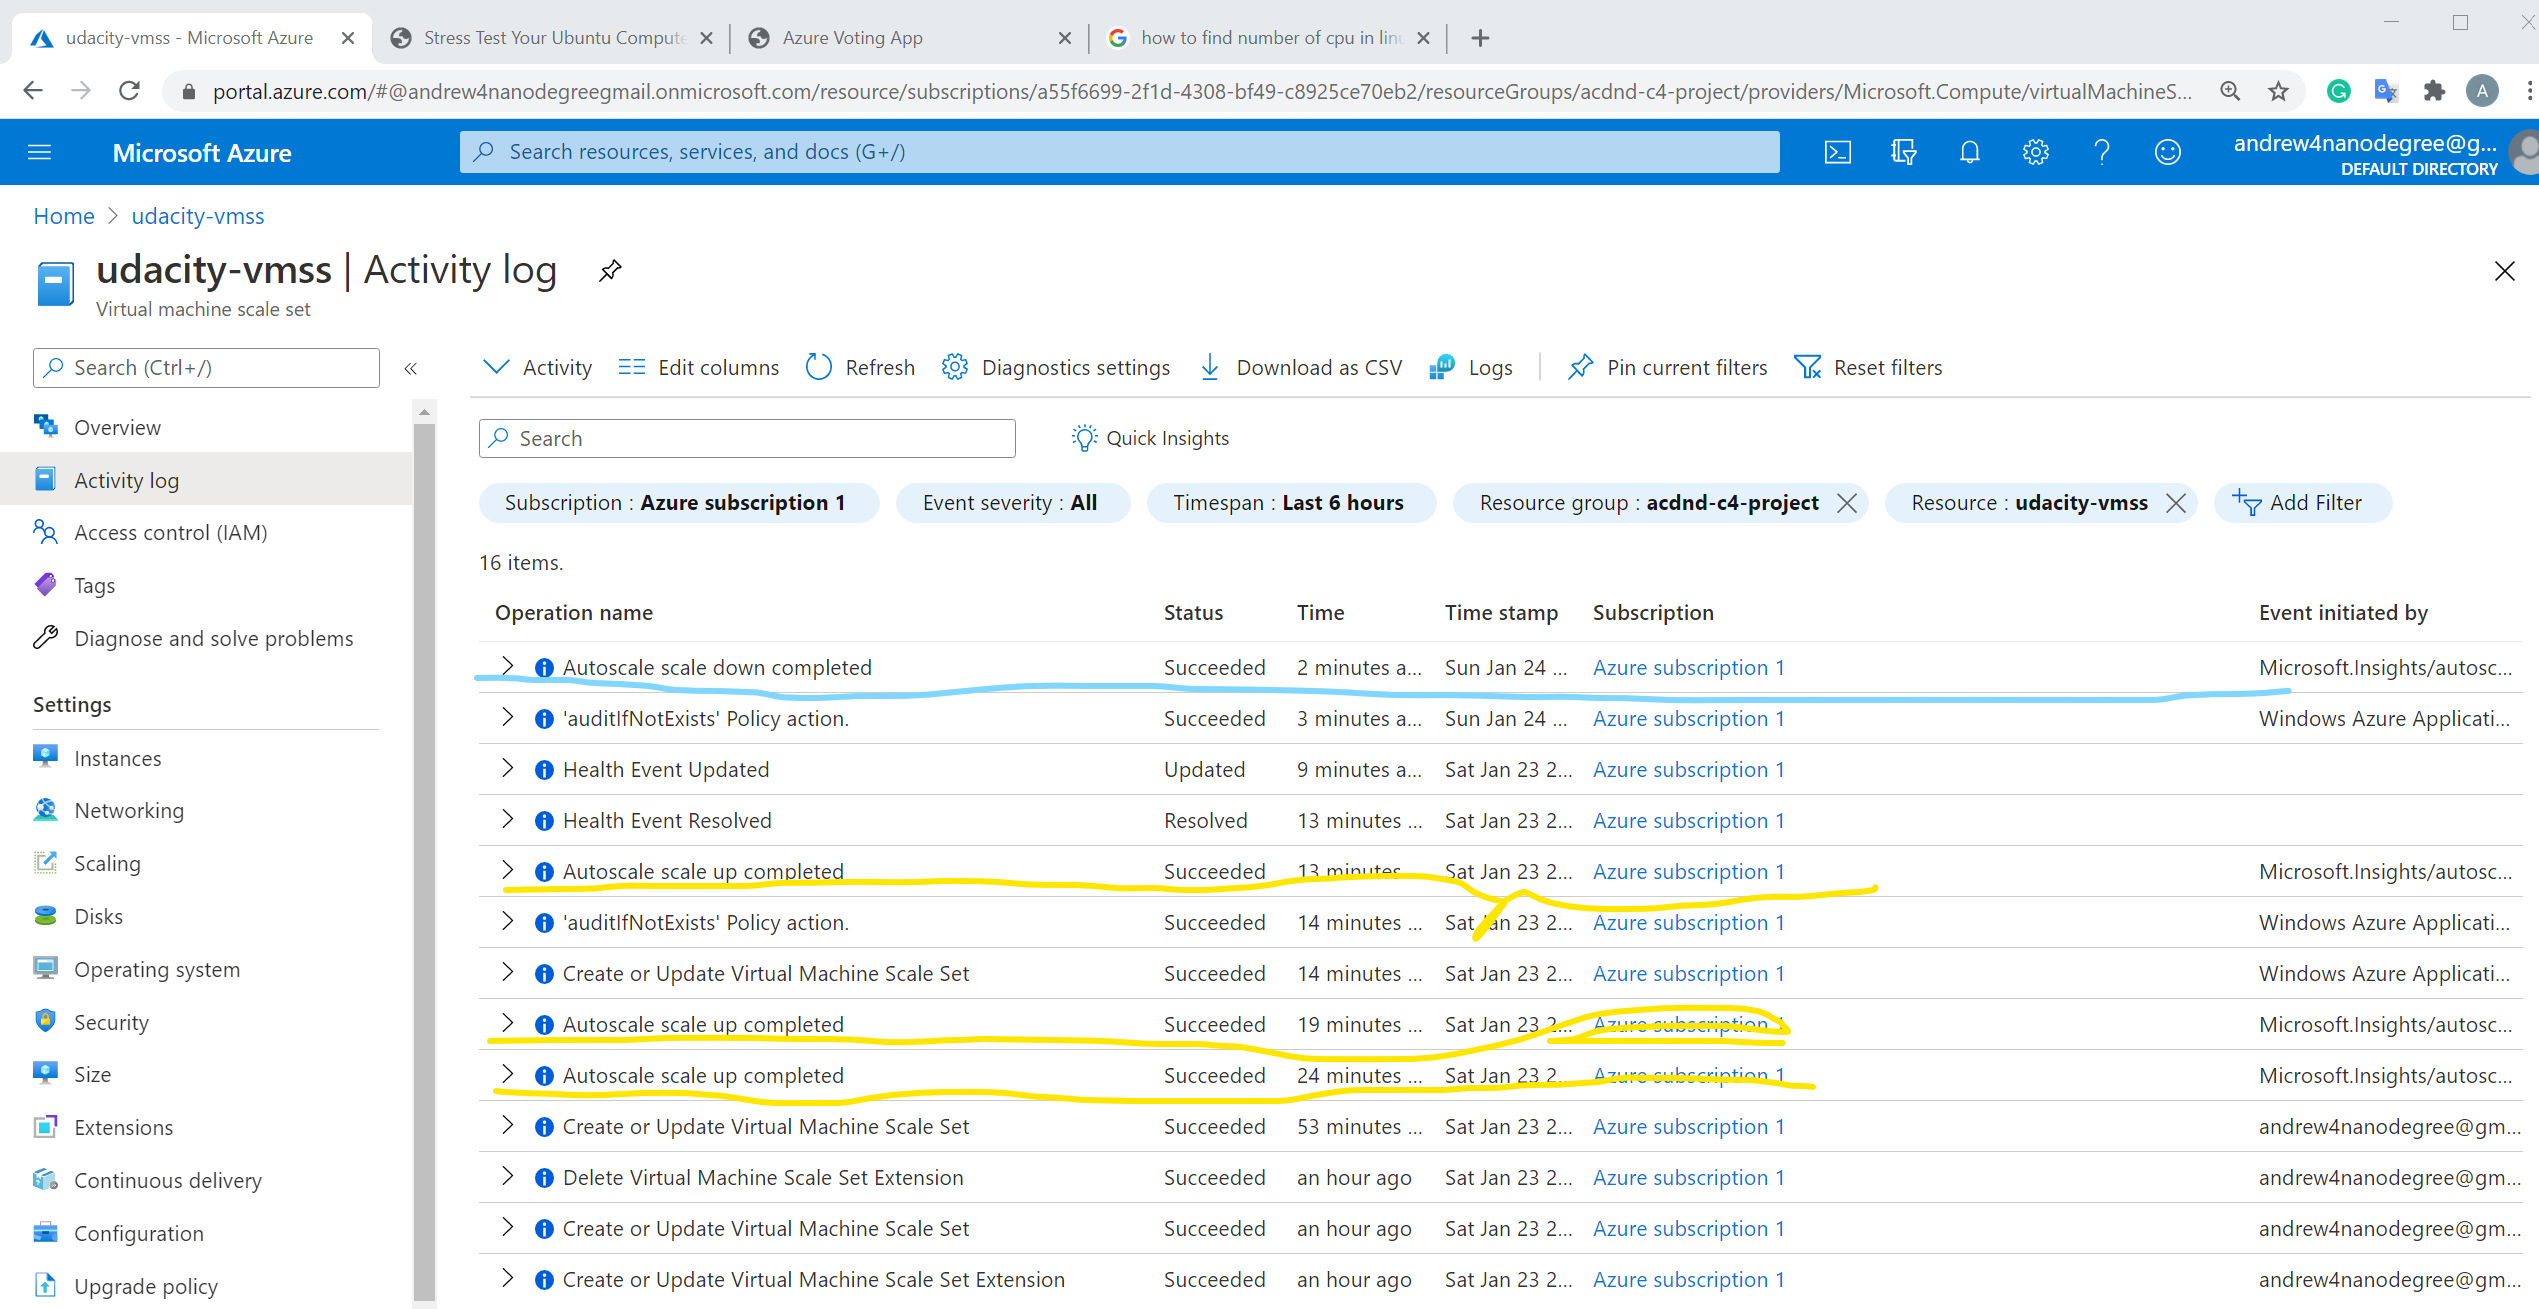 udacity-vmss - Microsoft Azure
Stress Test Your Ubuntu Compute
Azure Voting App
how to find number of cpu in linu
portal.azure.com/#@andrew4nanodegreegmail.onmicrosoft.com/resource/subscriptions/a55f6699-2f1d-4308-bf49-c8925ce70eb2/resourceGroups/acdnd-c4-project/providers/Microsoft.Compute/virtualMachineS...
A
Microsoft Azure
Search resources, services, and docs (G+/)
andrew4nanodegree@g...
DEFAULT DIRECTORY
Home > udacity-vmss
udacity-vmss | Activity log
Virtual machine scale set
Search (Ctrl+/)
«
Overview
Activity log
Access control (IAM)
Tags
Diagnose and solve problems
Settings
Instances
Networking
Scaling
Disks
Operating system
Security
Size
Extensions
Continuous delivery
Configuration
Upgrade policy
Activity Edit columns Refresh Diagnostics settings Download as CSV Logs Pin current filters Reset filters
Search Quick Insights
Subscription : Azure subscription 1 Event severity : All Timespan : Last 6 hours Resource group : acdnd-c4-project Resource : udacity-vmss Add Filter
16 items.
Operation name Status Time Time stamp Subscription Event initiated by
Autoscale scale down completed Succeeded 2 minutes a... Sun Jan 24 ... Azure subscription 1 Microsoft.Insights/autosc...
'auditIfNotExists' Policy action. Succeeded 3 minutes a... Sun Jan 24 ... Azure subscription 1 Windows Azure Applicati...
Health Event Updated Updated 9 minutes a... Sat Jan 23 2... Azure subscription 1
Health Event Resolved Resolved 13 minutes ... Sat Jan 23 2... Azure subscription 1
Autoscale scale up completed Succeeded 13 minutes ... Sat Jan 23 2... Azure subscription 1 Microsoft.Insights/autosc...
'auditIfNotExists' Policy action. Succeeded 14 minutes ... Sat Jan 23 2... Azure subscription 1 Windows Azure Applicati...
Create or Update Virtual Machine Scale Set Succeeded 14 minutes ... Sat Jan 23 2... Azure subscription 1 Windows Azure Applicati...
Autoscale scale up completed Succeeded 19 minutes ... Sat Jan 23 2... Azure subscription 1 Microsoft.Insights/autosc...
Autoscale scale up completed Succeeded 24 minutes ... Sat Jan 23 2... Azure subscription 1 Microsoft.Insights/autosc...
Create or Update Virtual Machine Scale Set Succeeded 53 minutes ... Sat Jan 23 2... Azure subscription 1 andrew4nanodegree@gm...
Delete Virtual Machine Scale Set Extension Succeeded an hour ago Sat Jan 23 2... Azure subscription 1 andrew4nanodegree@gm...
Create or Update Virtual Machine Scale Set Succeeded an hour ago Sat Jan 23 2... Azure subscription 1 andrew4nanodegree@gm...
Create or Update Virtual Machine Scale Set Extension Succeeded an hour ago Sat Jan 23 2... Azure subscription 1 andrew4nanodegree@gm...